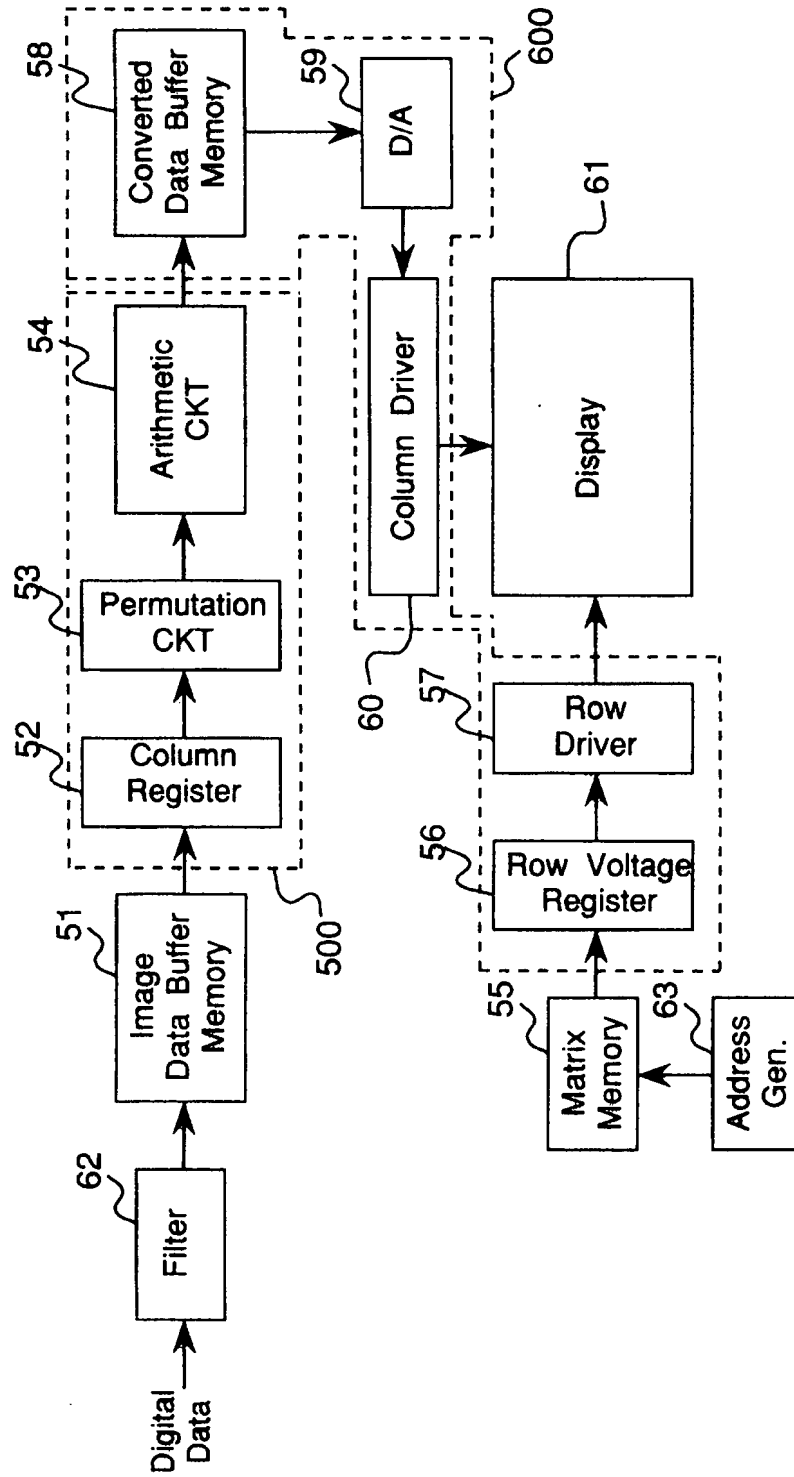 Digital
Data
62
Filter
51
Image
Data Buffer
Memory
500
52
Column
Register
53
Permutation
CKT
54
Arithmetic
CKT
58
Converted
Data Buffer
Memory
59
D/A
600
60
Column Driver
61
Display
57
Row
Driver
56
Row Voltage
Register
55
Matrix
Memory
63
Address
Gen.